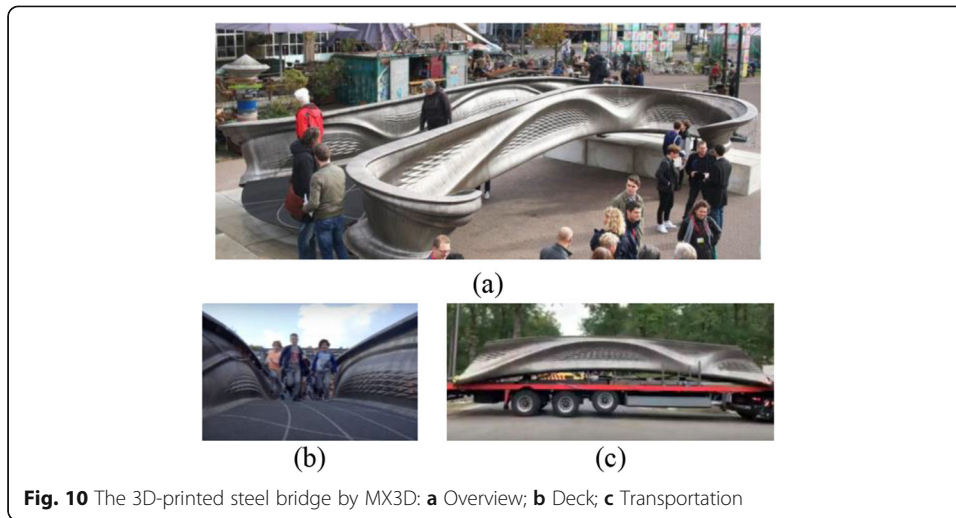 (a)
(b) (c)
Fig. 10 The 3D-printed steel bridge by MX3D: a Overview; b Deck; c Transportation